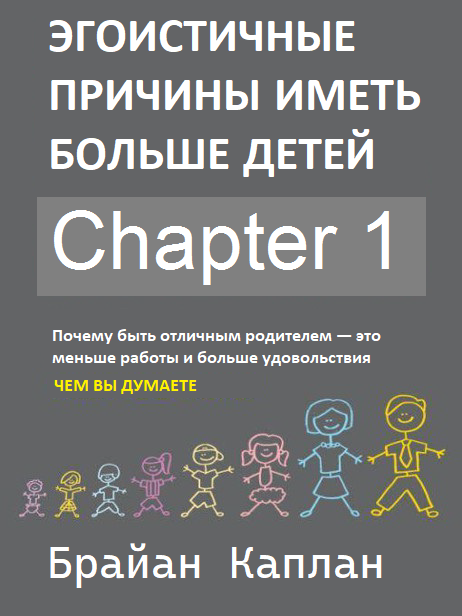 ЭГОИСТИЧНЫЕ
ПРИЧИНЫ ИМЕТЬ
БОЛЬШЕ ДЕТЕЙ
Chapter 1
Почему быть отличным родителем — это
меньше работы и больше удовольствия
ЧЕМ ВЫ ДУМАЕТЕ
Брайан Каплан